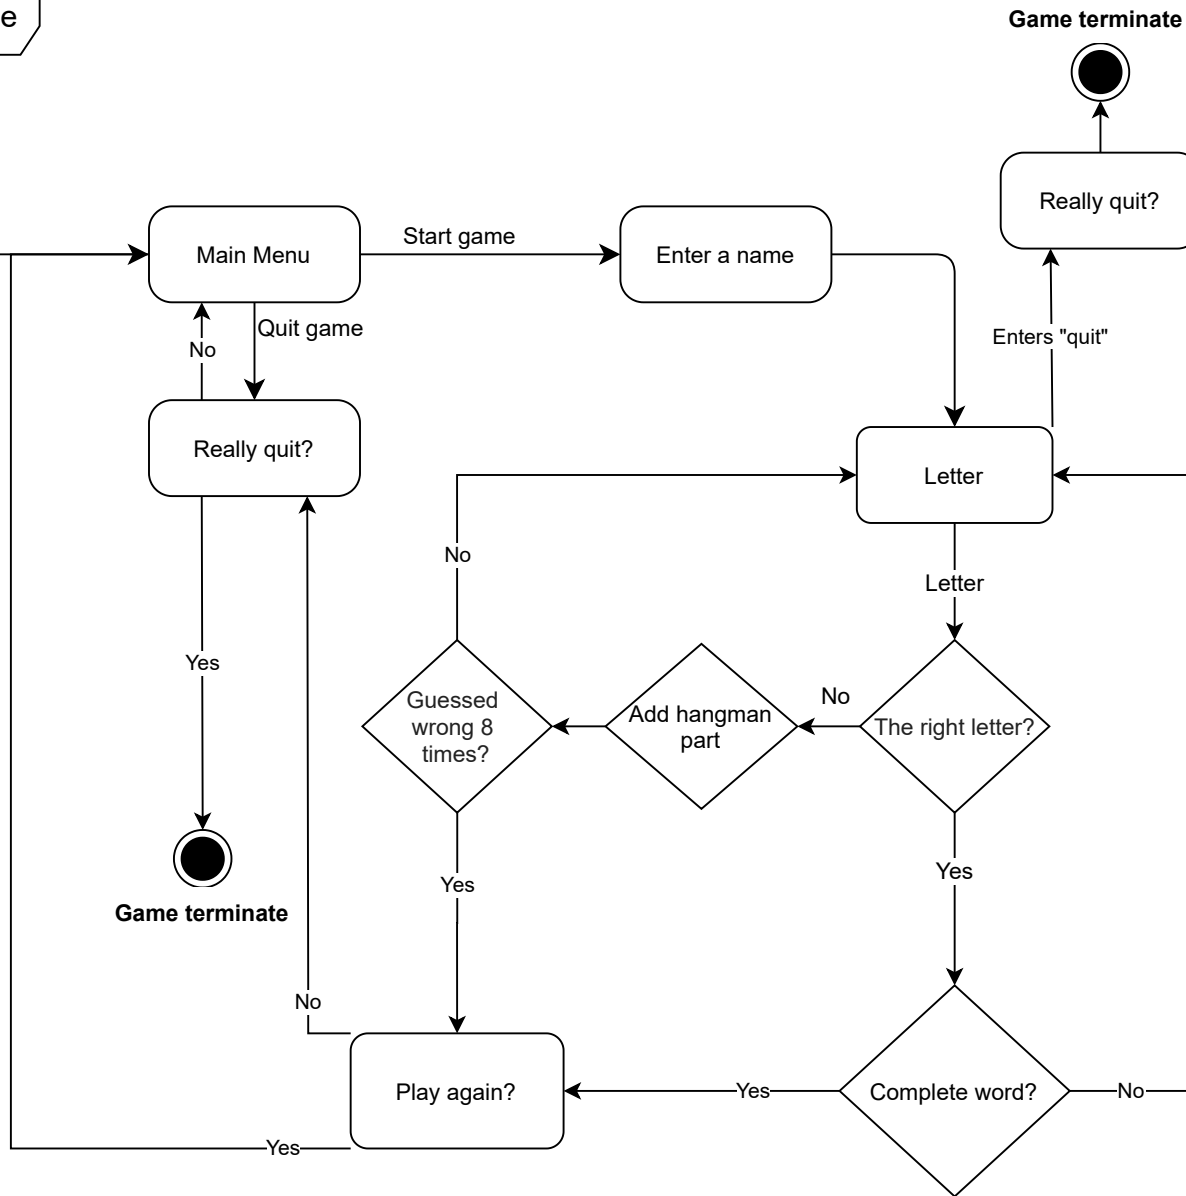 e
Game terminate
Really quit?
Main Menu
Start game
Enter a name
Quit game
No
Enters "quit"
Really quit?
Letter
No
Letter
Yes
Guessed
wrong 8
times?
Add hangman
part
No
The right letter?
Yes
Yes
Game terminate
No
Play again?
Yes
Complete word?
No
Yes